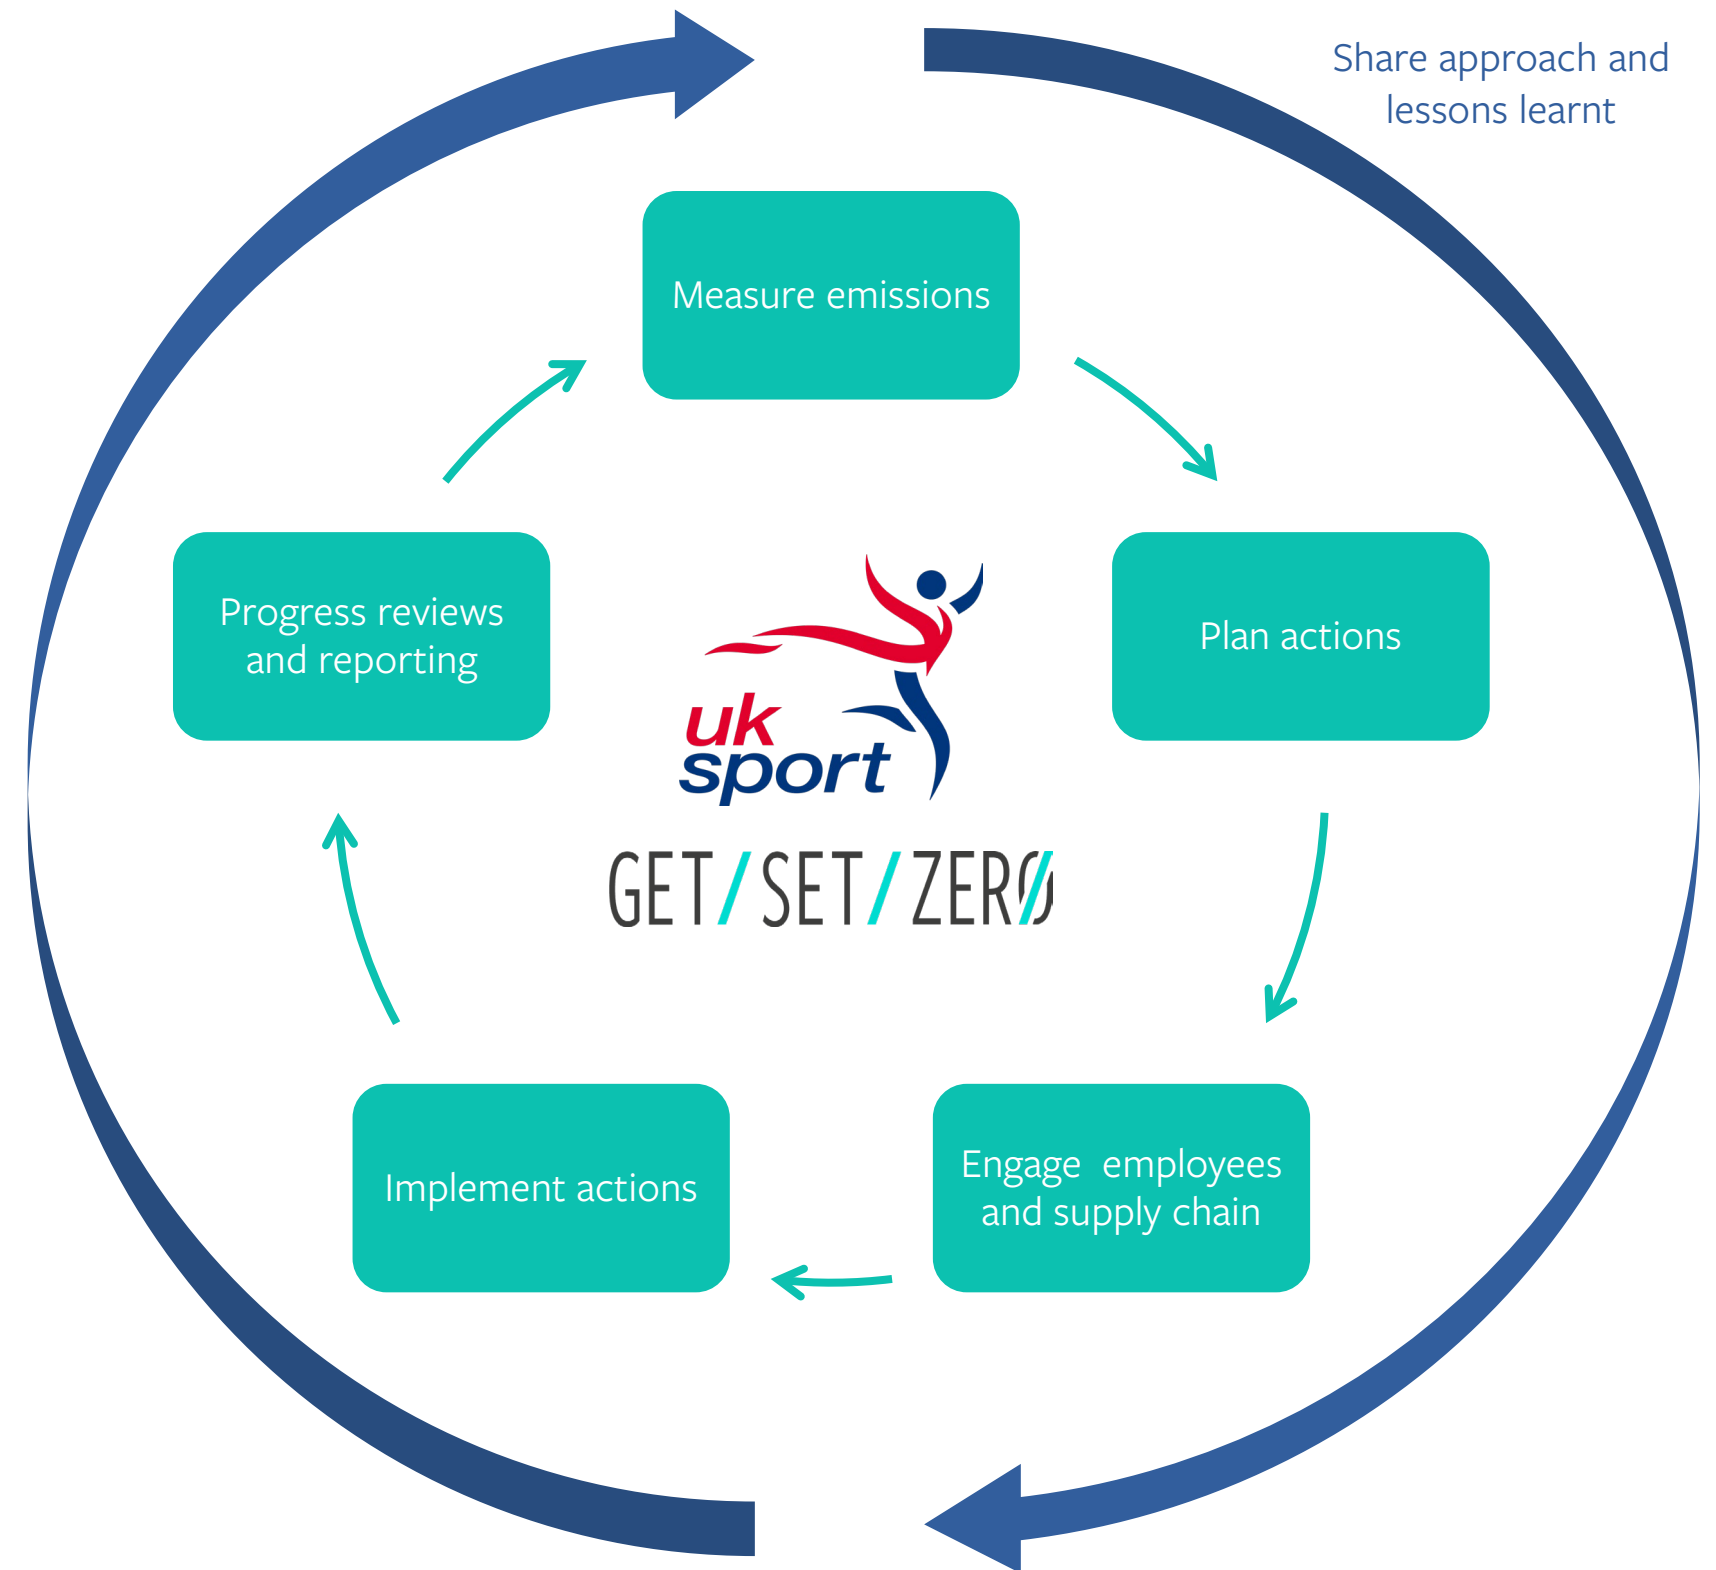 Share approach and
lessons learnt
Measure emissions
Progress reviews
and reporting
Plan actions
uk
sport
GET/SET/ZERO
Implement actions
Engage employees
and supply chain